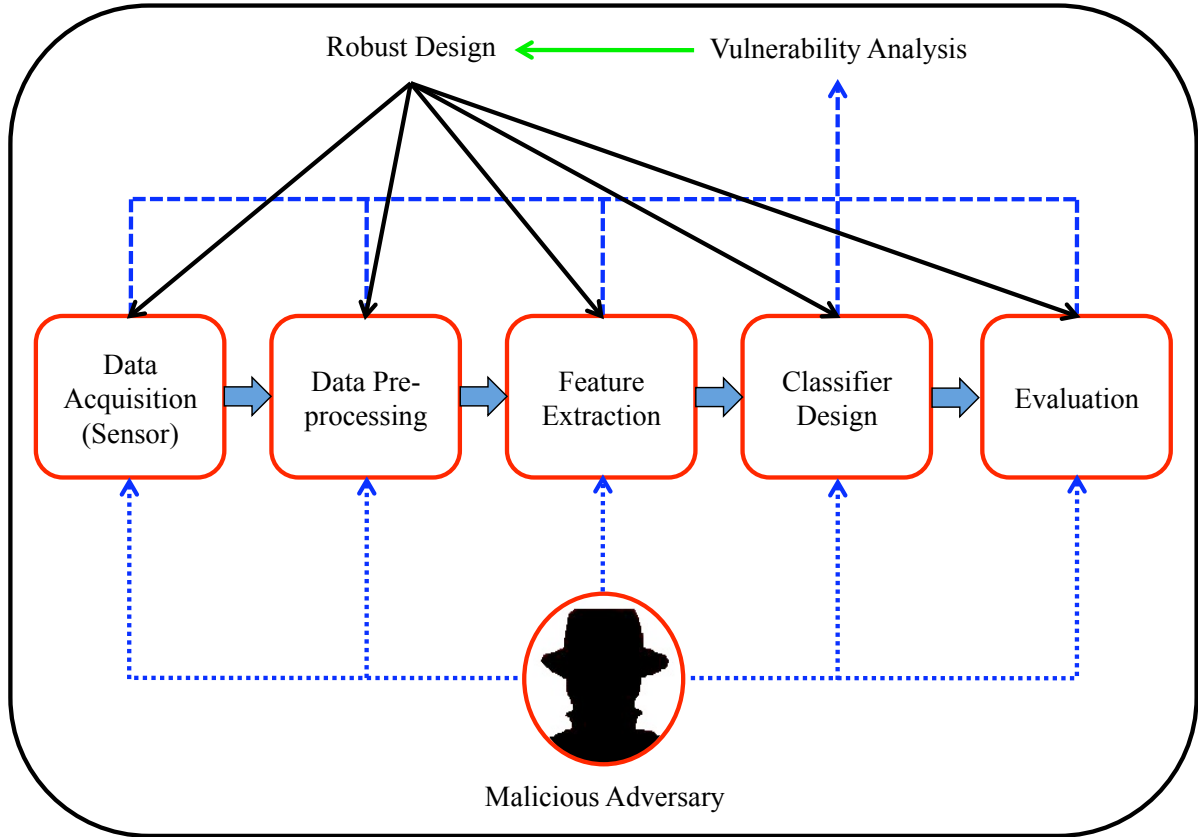 Robust Design
Vulnerability Analysis
Data
Acquisition
(Sensor)
Data Pre-
processing
Feature
Extraction
Classifier
Design
Evaluation
Malicious Adversary